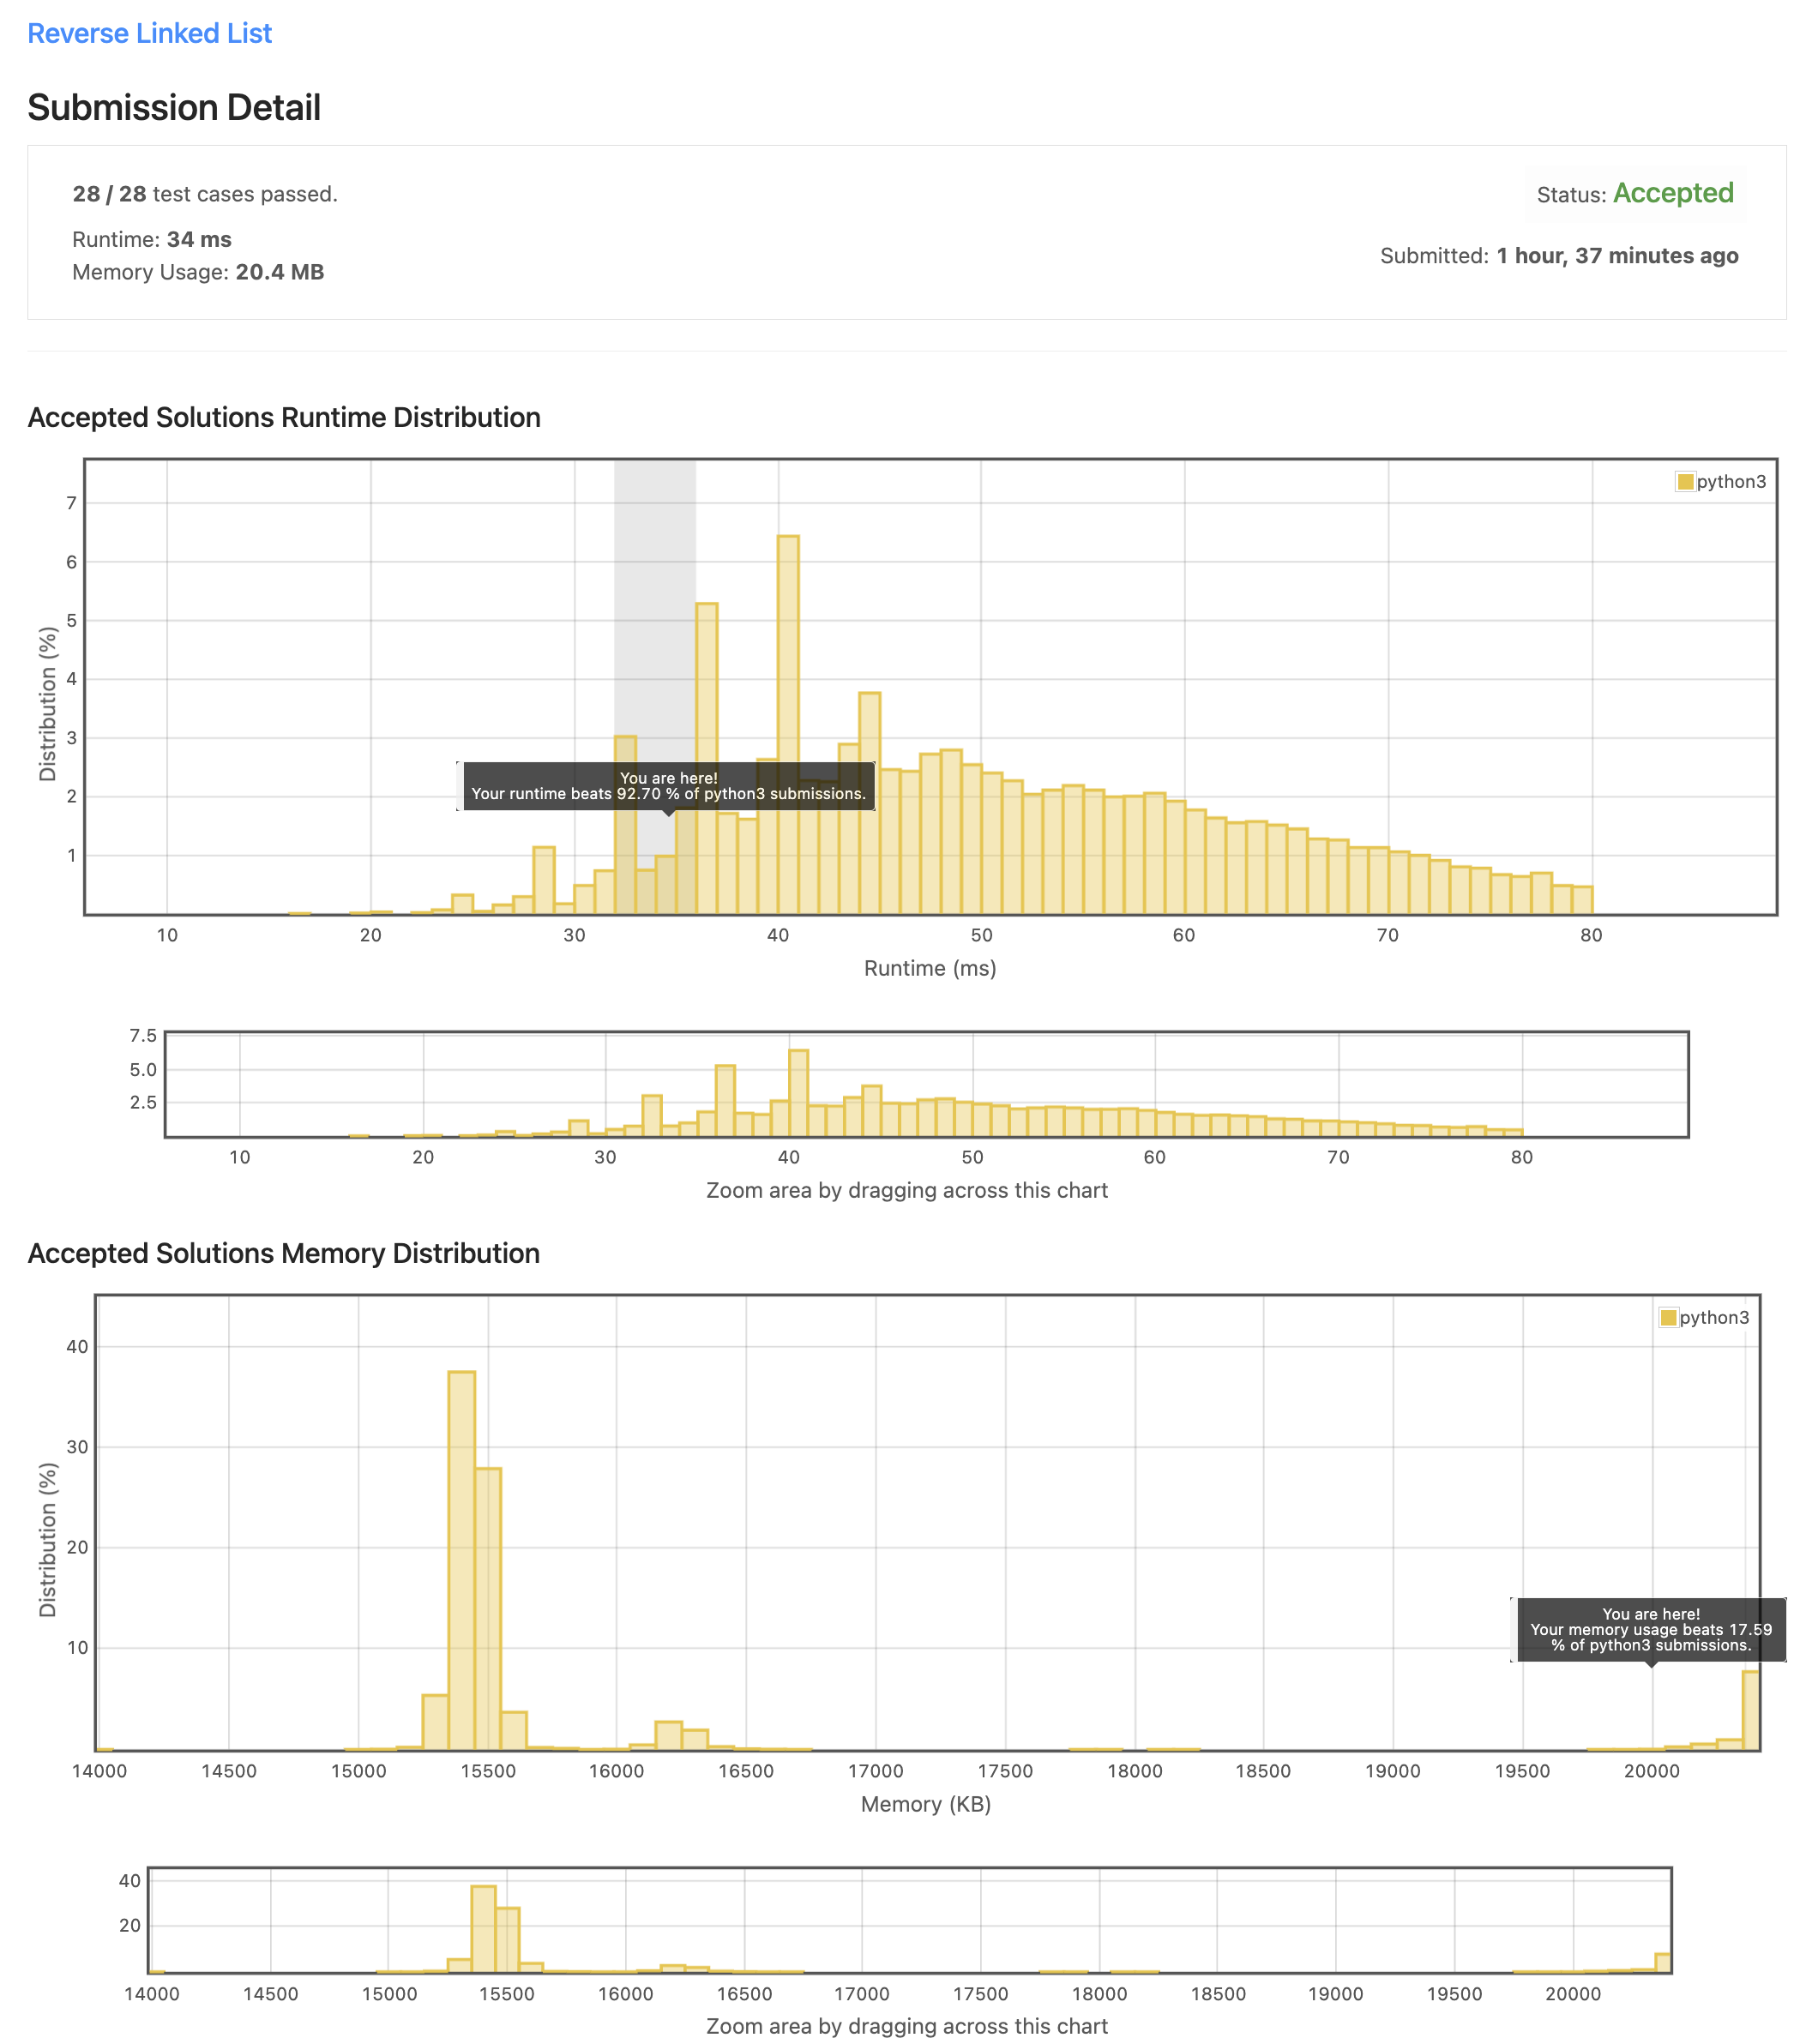 Reverse Linked List
Submission Detail
28 / 28 test cases passed.
Status: Accepted
Runtime: 34 ms
Memory Usage: 20.4 MB
Submitted: 1 hour, 37 minutes ago
Accepted Solutions Runtime Distribution
python3
7
6
5
4
3
2
1
Distribution (%)
You are here!
Your runtime beats 92.70 % of python3 submissions.
10 20 30 40 50 60 70 80
Runtime (ms)
7.5
5.0
2.5
10 20 30 40 50 60 70 80
Zoom area by dragging across this chart
Accepted Solutions Memory Distribution
python3
40
30
20
10
Distribution (%)
You are here!
Your memory usage beats 17.59
% of python3 submissions.
14000 14500 15000 15500 16000 16500 17000 17500 18000 18500 19000 19500 20000
Memory (KB)
40
20
14000 14500 15000 15500 16000 16500 17000 17500 18000 18500 19000 19500 20000
Zoom area by dragging across this chart